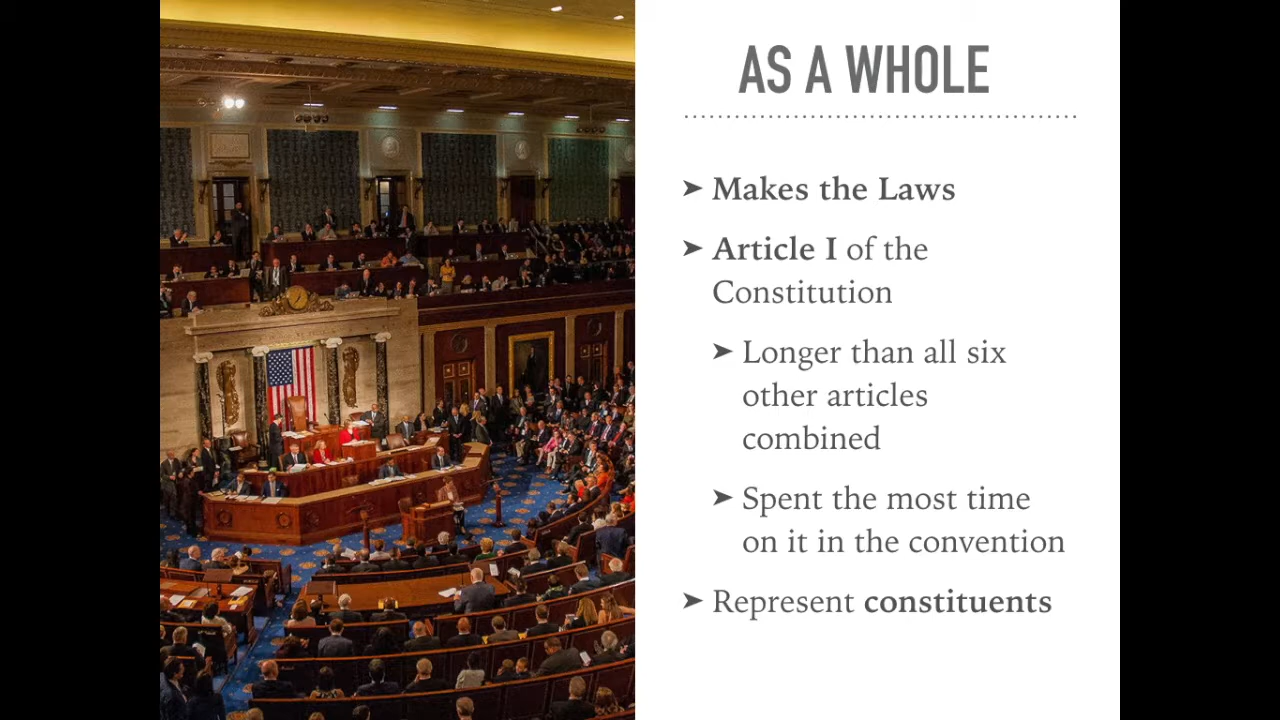 AS A WHOLE
➤ Makes the Laws
➤ Article I of the
Constitution
➤ Longer than all six
other articles
combined
➤ Spent the most time
on it in the convention
➤ Represent constituents